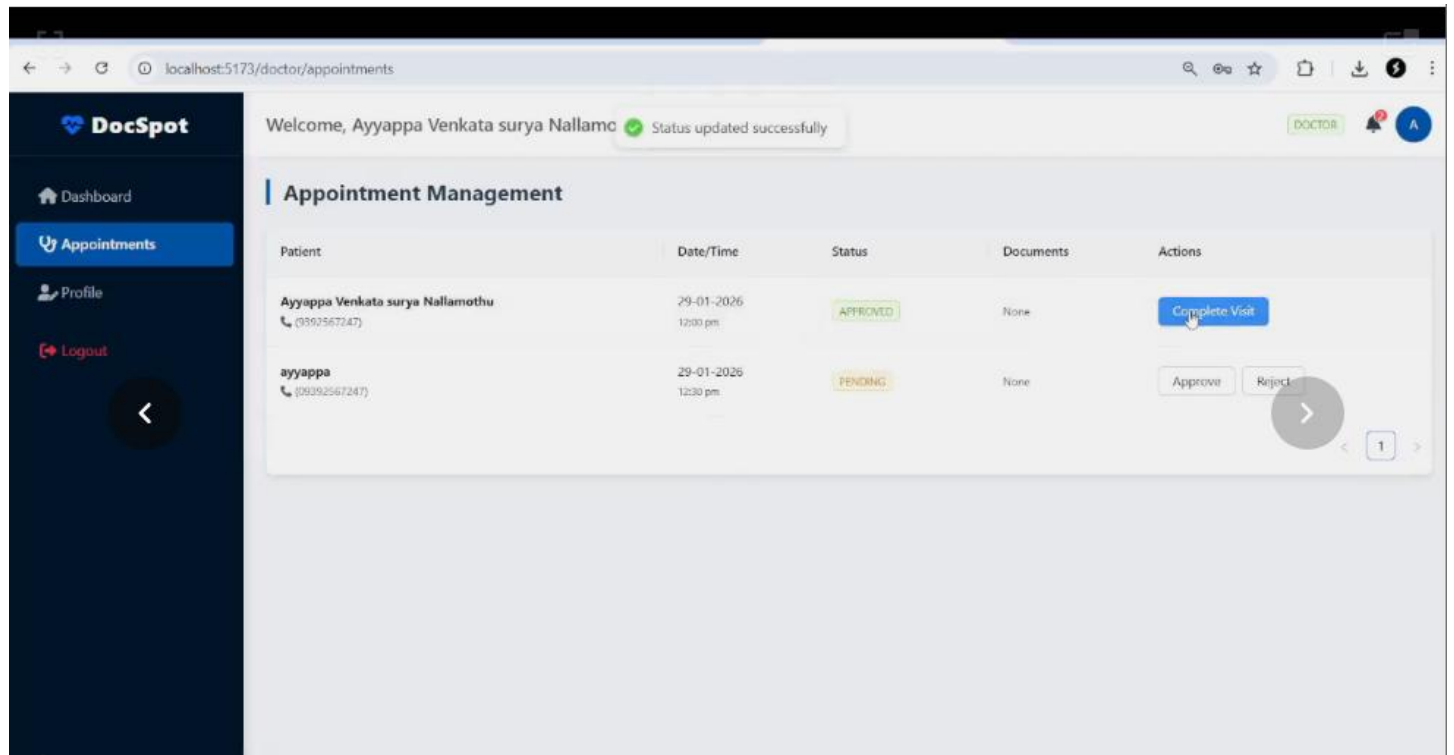 localhost:5173/doctor/appointments
DocSpot
Welcome, Ayyappa Venkata surya Nallamo
Status updated successfully
DOCTOR
2
A
Dashboard
Appointments
Profile
Logout
Appointment Management
Patient Date/Time Status Documents Actions
Ayyappa Venkata surya Nallamothu 29-01-2026 APPROVED None Complete Visit
(9392567247) 12:00 pm
ayyappa 29-01-2026 PENDING None Approve Reject
(09392567247) 12:30 pm
< 1 >